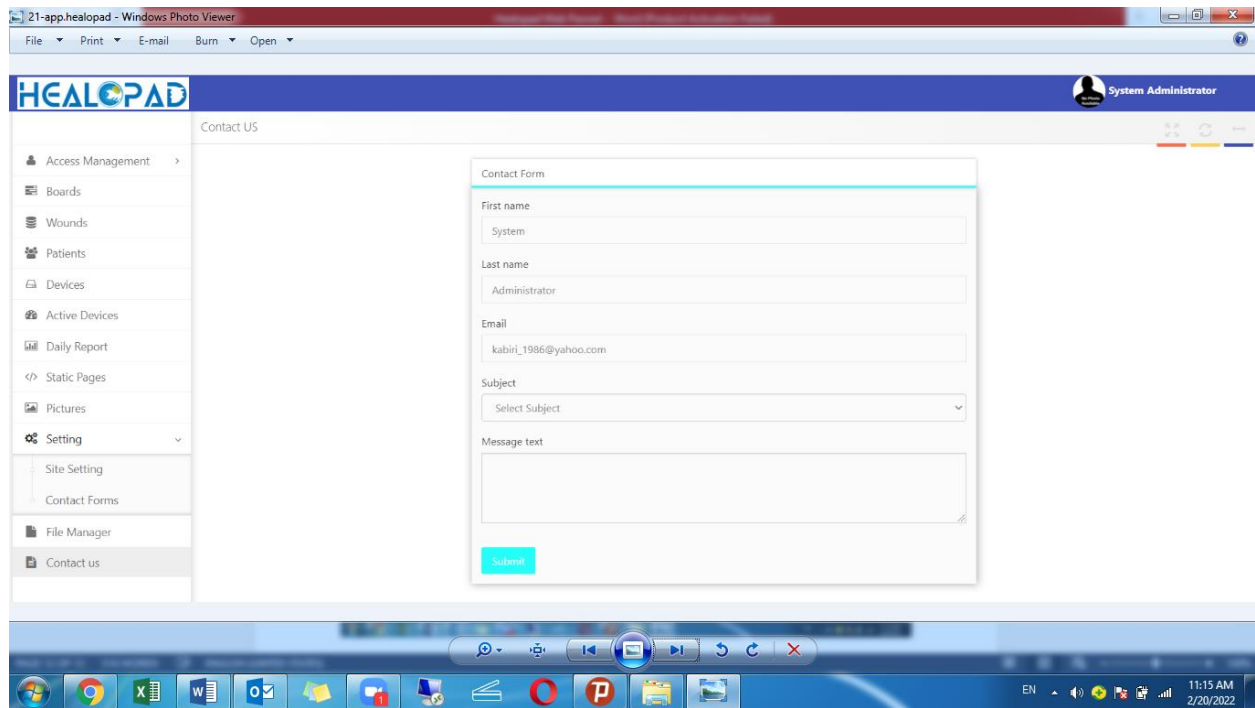 21-app.healopad - Windows Photo Viewer
File Print E-mail Burn Open
HEALOPAD
System Administrator
Contact US
Access Management
Boards
Wounds
Patients
Devices
Active Devices
Daily Report
Static Pages
Pictures
Setting
Site Setting
Contact Forms
File Manager
Contact us
Contact Form
First name
System
Last name
Administrator
Email
kabiri_1986@yahoo.com
Subject
Select Subject
Message text
Submit
EN
11:15 AM
2/20/2022